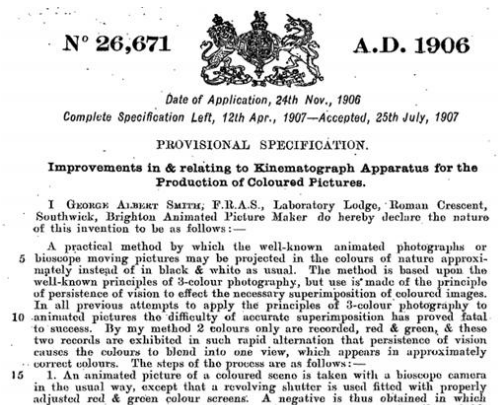 Nº 26,671 A.D. 1906
Date of Application, 24th Nov., 1906
Complete Specification Left, 12th Apr., 1907—Accepted, 25th July, 1907
PROVISIONAL SPECIFICATION.
Improvements in & relating to Kinematograph Apparatus for the
Production of Coloured Pictures.
I GEORGE ALBERT SMITH, F.R.A.S., Laboratory Lodge, Roman Crescent,
Southwick, Brighton Animated Picture Maker do hereby declare the nature
of this invention to be as follows:—
A practical method by which the well-known animated photographs or
5 bioscope moving pictures may be projected in the colours of nature approxi-
mately instead of in black & white as usual. The method is based upon the
well-known principles of 3-colour photography, but use is made of the principle
of persistence of vision to effect the necessary superimposition of coloured images.
In all previous attempts to apply the principles of 3-colour photography to
10 animated pictures the difficulty of accurate superimposition has proved fatal
to success. By my method 2 colours only are recorded, red & green, & these
two records are exhibited in such rapid alternation that persistence of vision
causes the colours to blend into one view, which appears in approximately
correct colours. The steps of the process are as follows:—
15 1. An animated picture of a coloured scene is taken with a bioscope camera
in the usual way, except that a revolving shutter is used fitted with properly
adjusted red & green colour screens. A negative is thus obtained in which